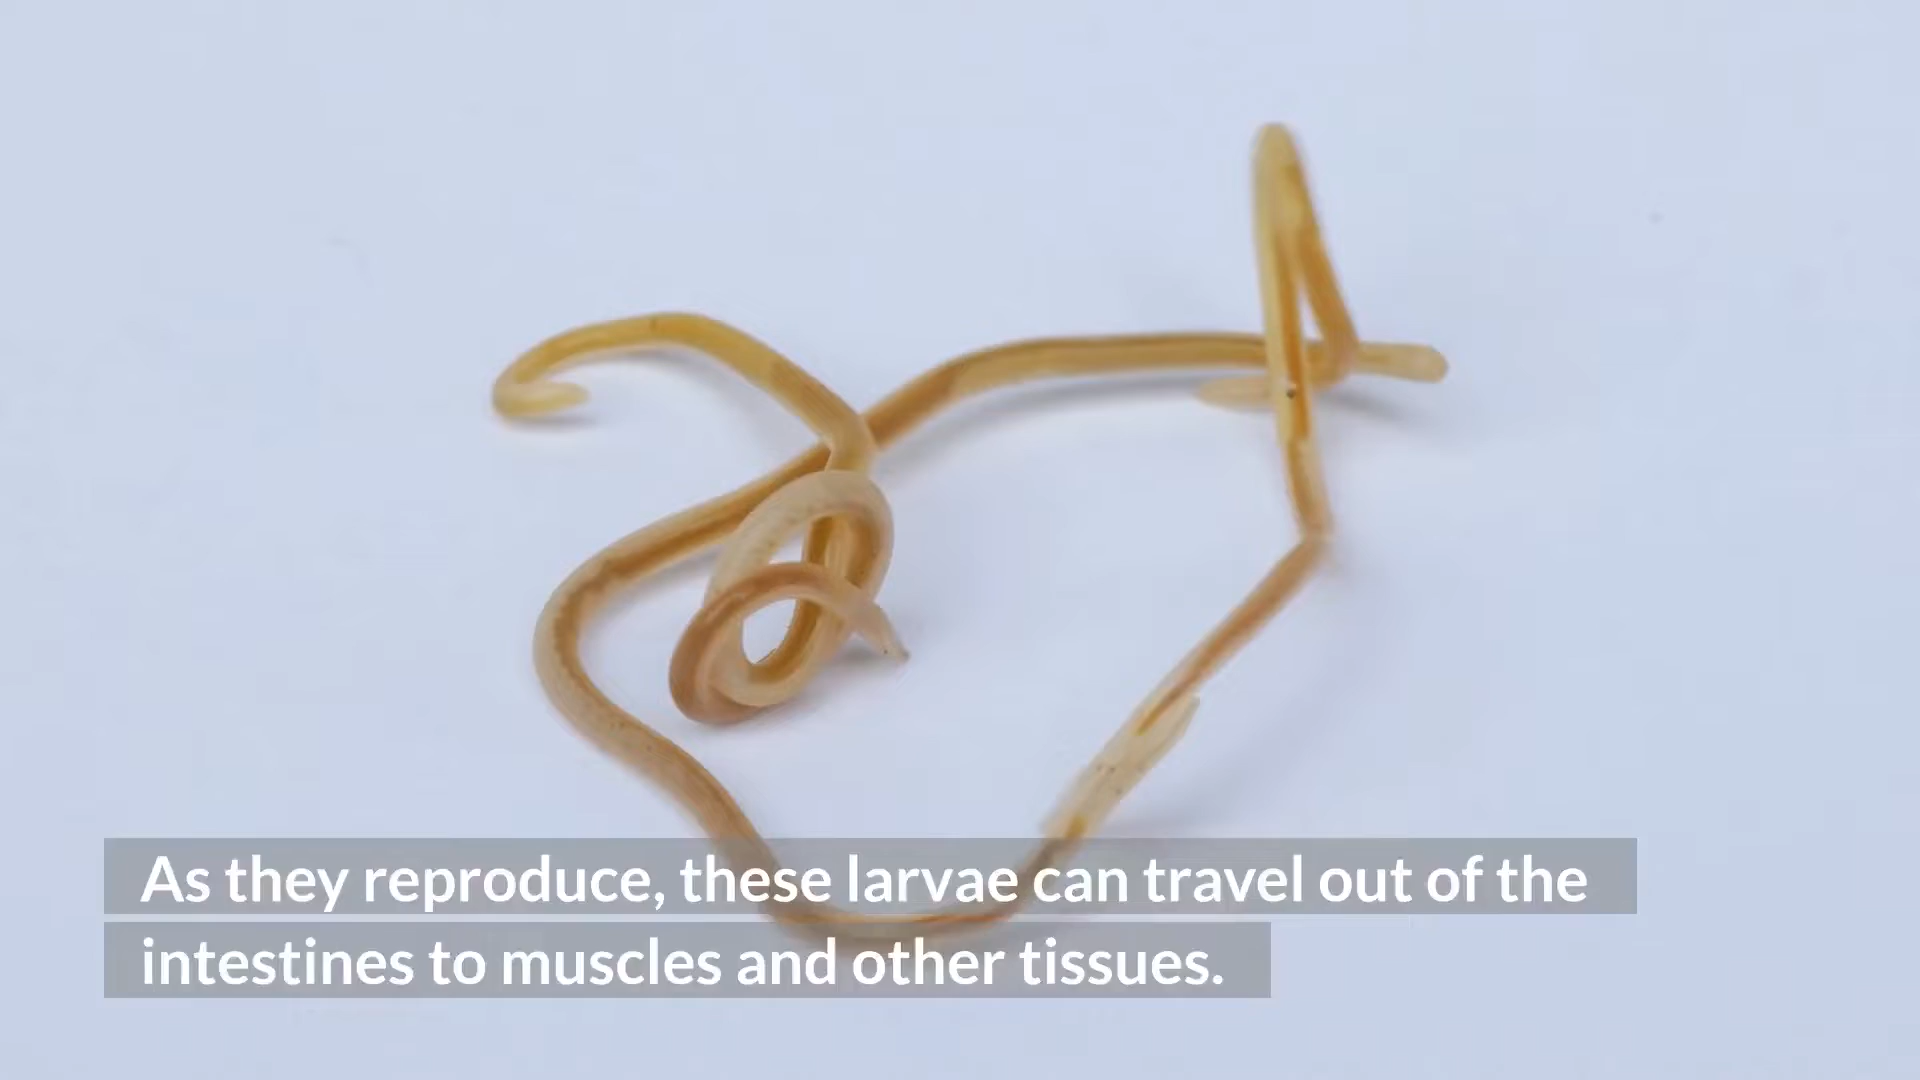 As they reproduce, these larvae can travel out of the
intestines to muscles and other tissues.